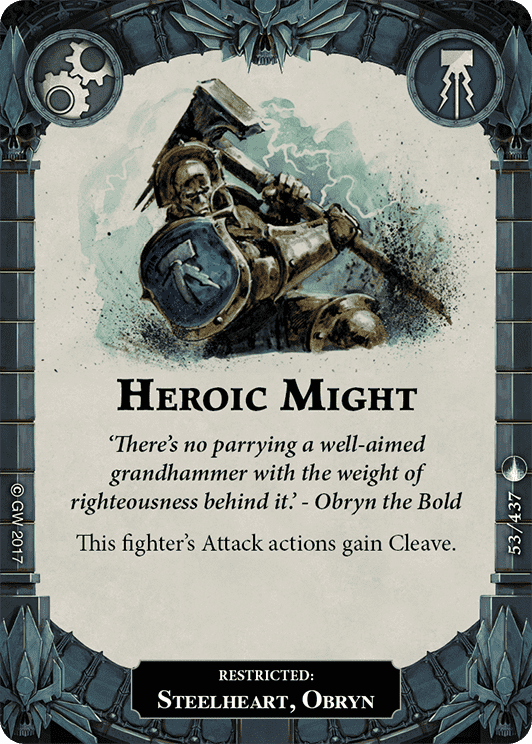 HEROIC MIGHT
‘There’s no parrying a well-aimed
grandhammer with the weight of
righteousness behind it.’ - Obryn the Bold
This fighter’s Attack actions gain Cleave.
© GW 2017
53/437
RESTRICTED:
STEELHEART, OBRYN